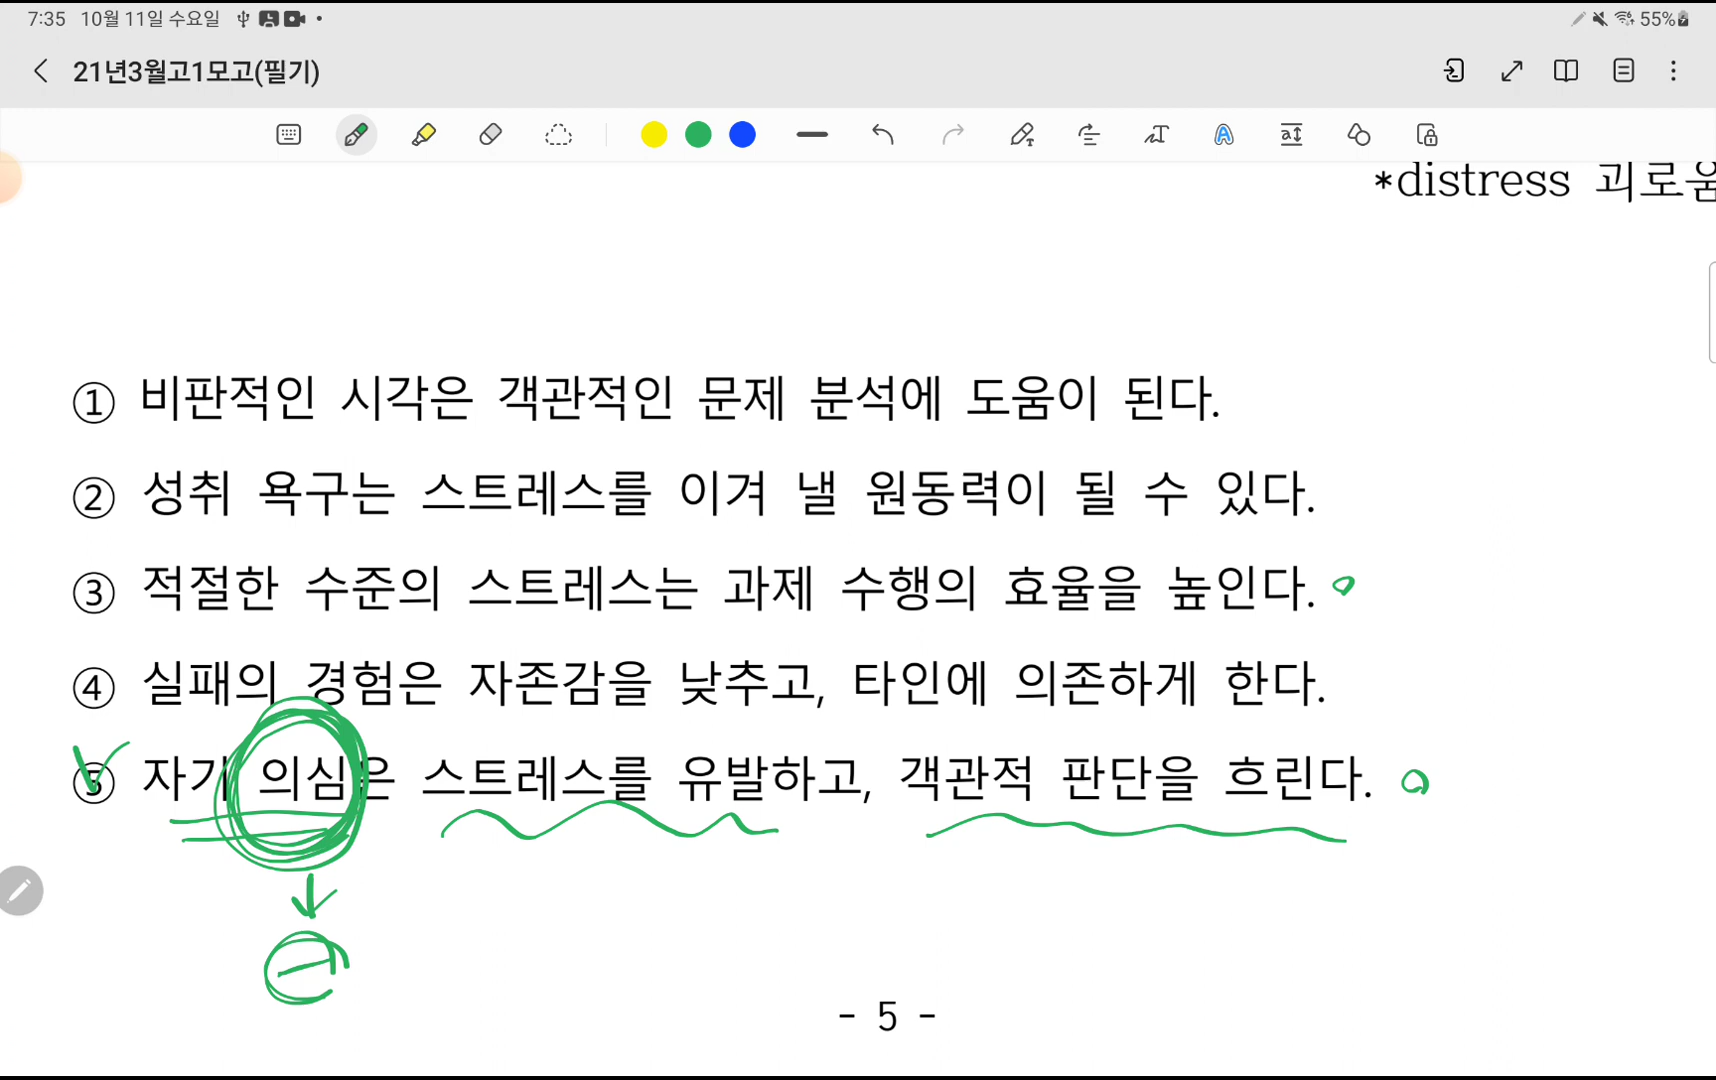 7:35 10월 11일 수요일 55%
21년3월고1모고(필기)
*distress 괴로움
① 비판적인 시각은 객관적인 문제 분석에 도움이 된다.
② 성취 욕구는 스트레스를 이겨 낼 원동력이 될 수 있다.
③ 적절한 수준의 스트레스는 과제 수행의 효율을 높인다.
④ 실패의 경험은 자존감을 낮추고, 타인에 의존하게 한다.
⑤ 자기 의심은 스트레스를 유발하고, 객관적 판단을 흐린다.
- 5 -